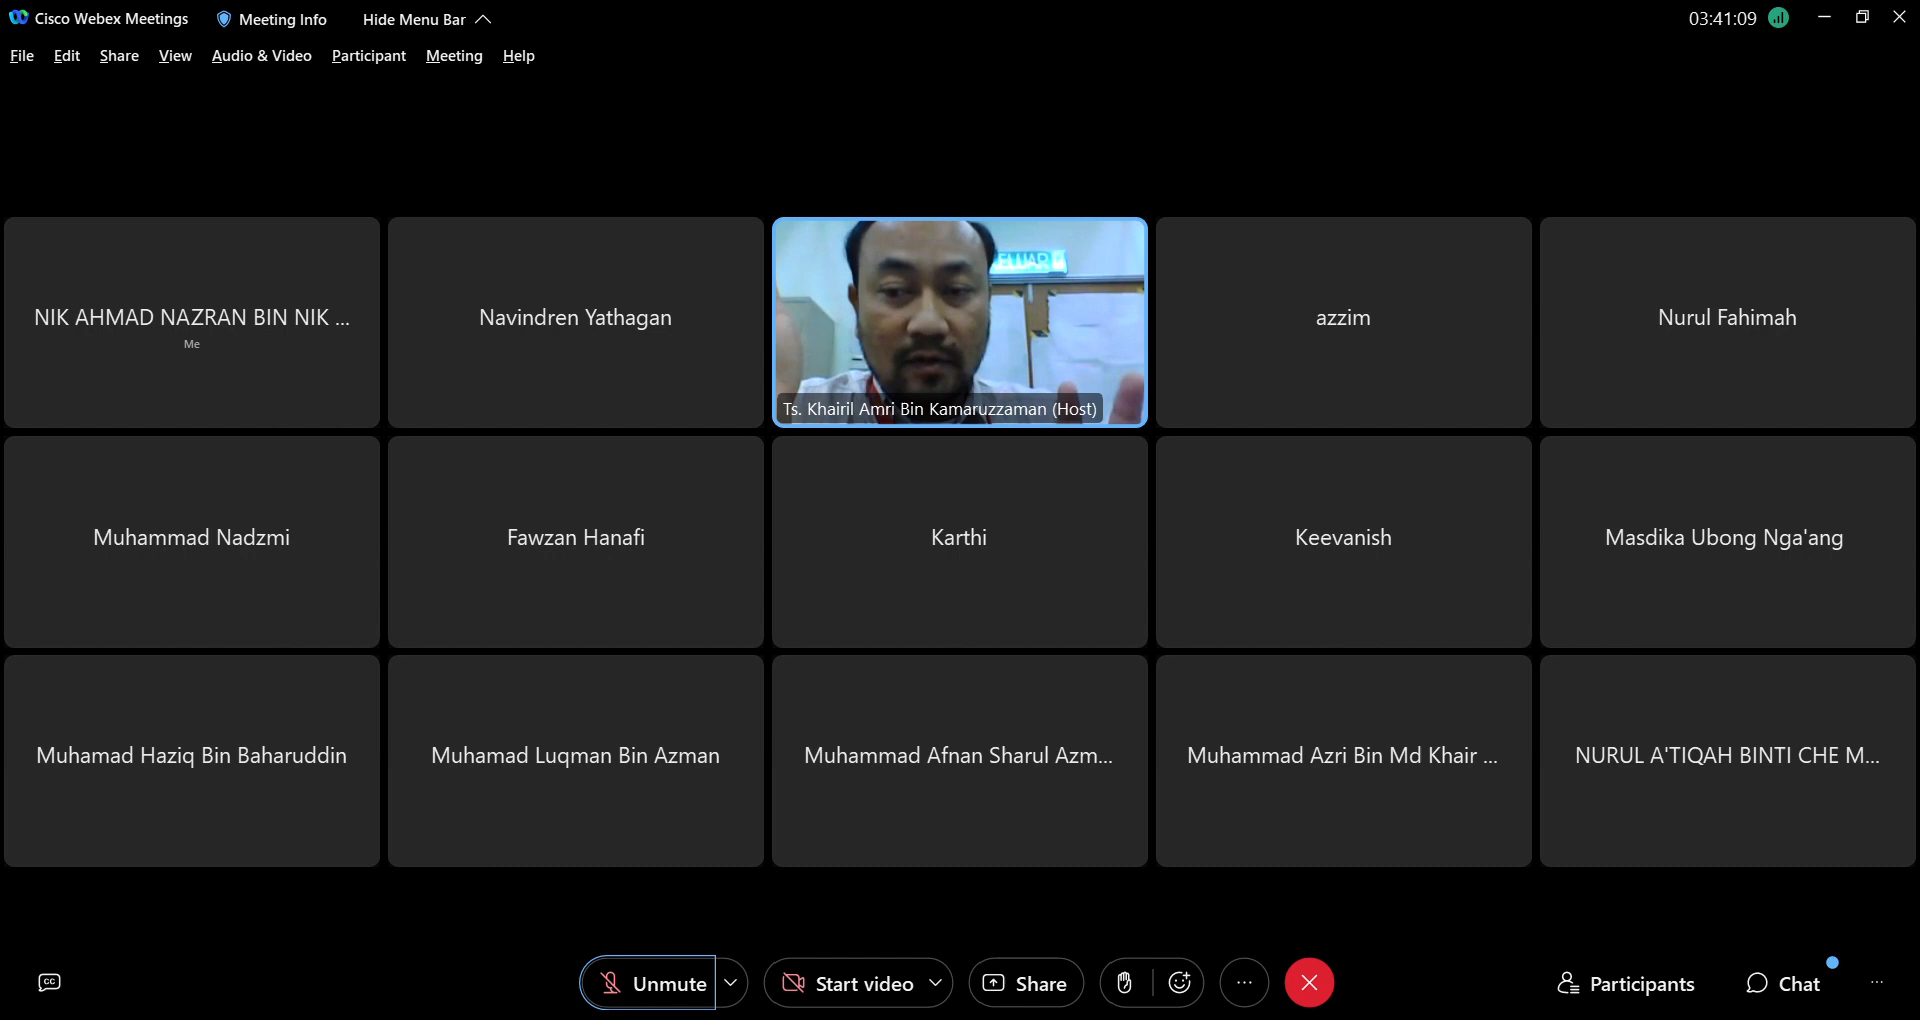 Cisco Webex Meetings Meeting Info Hide Menu Bar 03:41:09
File Edit Share View Audio & Video Participant Meeting Help
NIK AHMAD NAZRAN BIN NIK ...
Me
Navindren Yathagan
KELUAR
Ts. Khairil Amri Bin Kamaruzzaman (Host)
azzim
Nurul Fahimah
Muhammad Nadzmi
Fawzan Hanafi
Karthi
Keevanish
Masdika Ubong Nga'ang
Muhamad Haziq Bin Baharuddin
Muhamad Luqman Bin Azman
Muhammad Afnan Sharul Azm...
Muhammad Azri Bin Md Khair ...
NURUL A'TIQAH BINTI CHE M...
CC
Unmute
Start video
Share
...
Participants
Chat
...